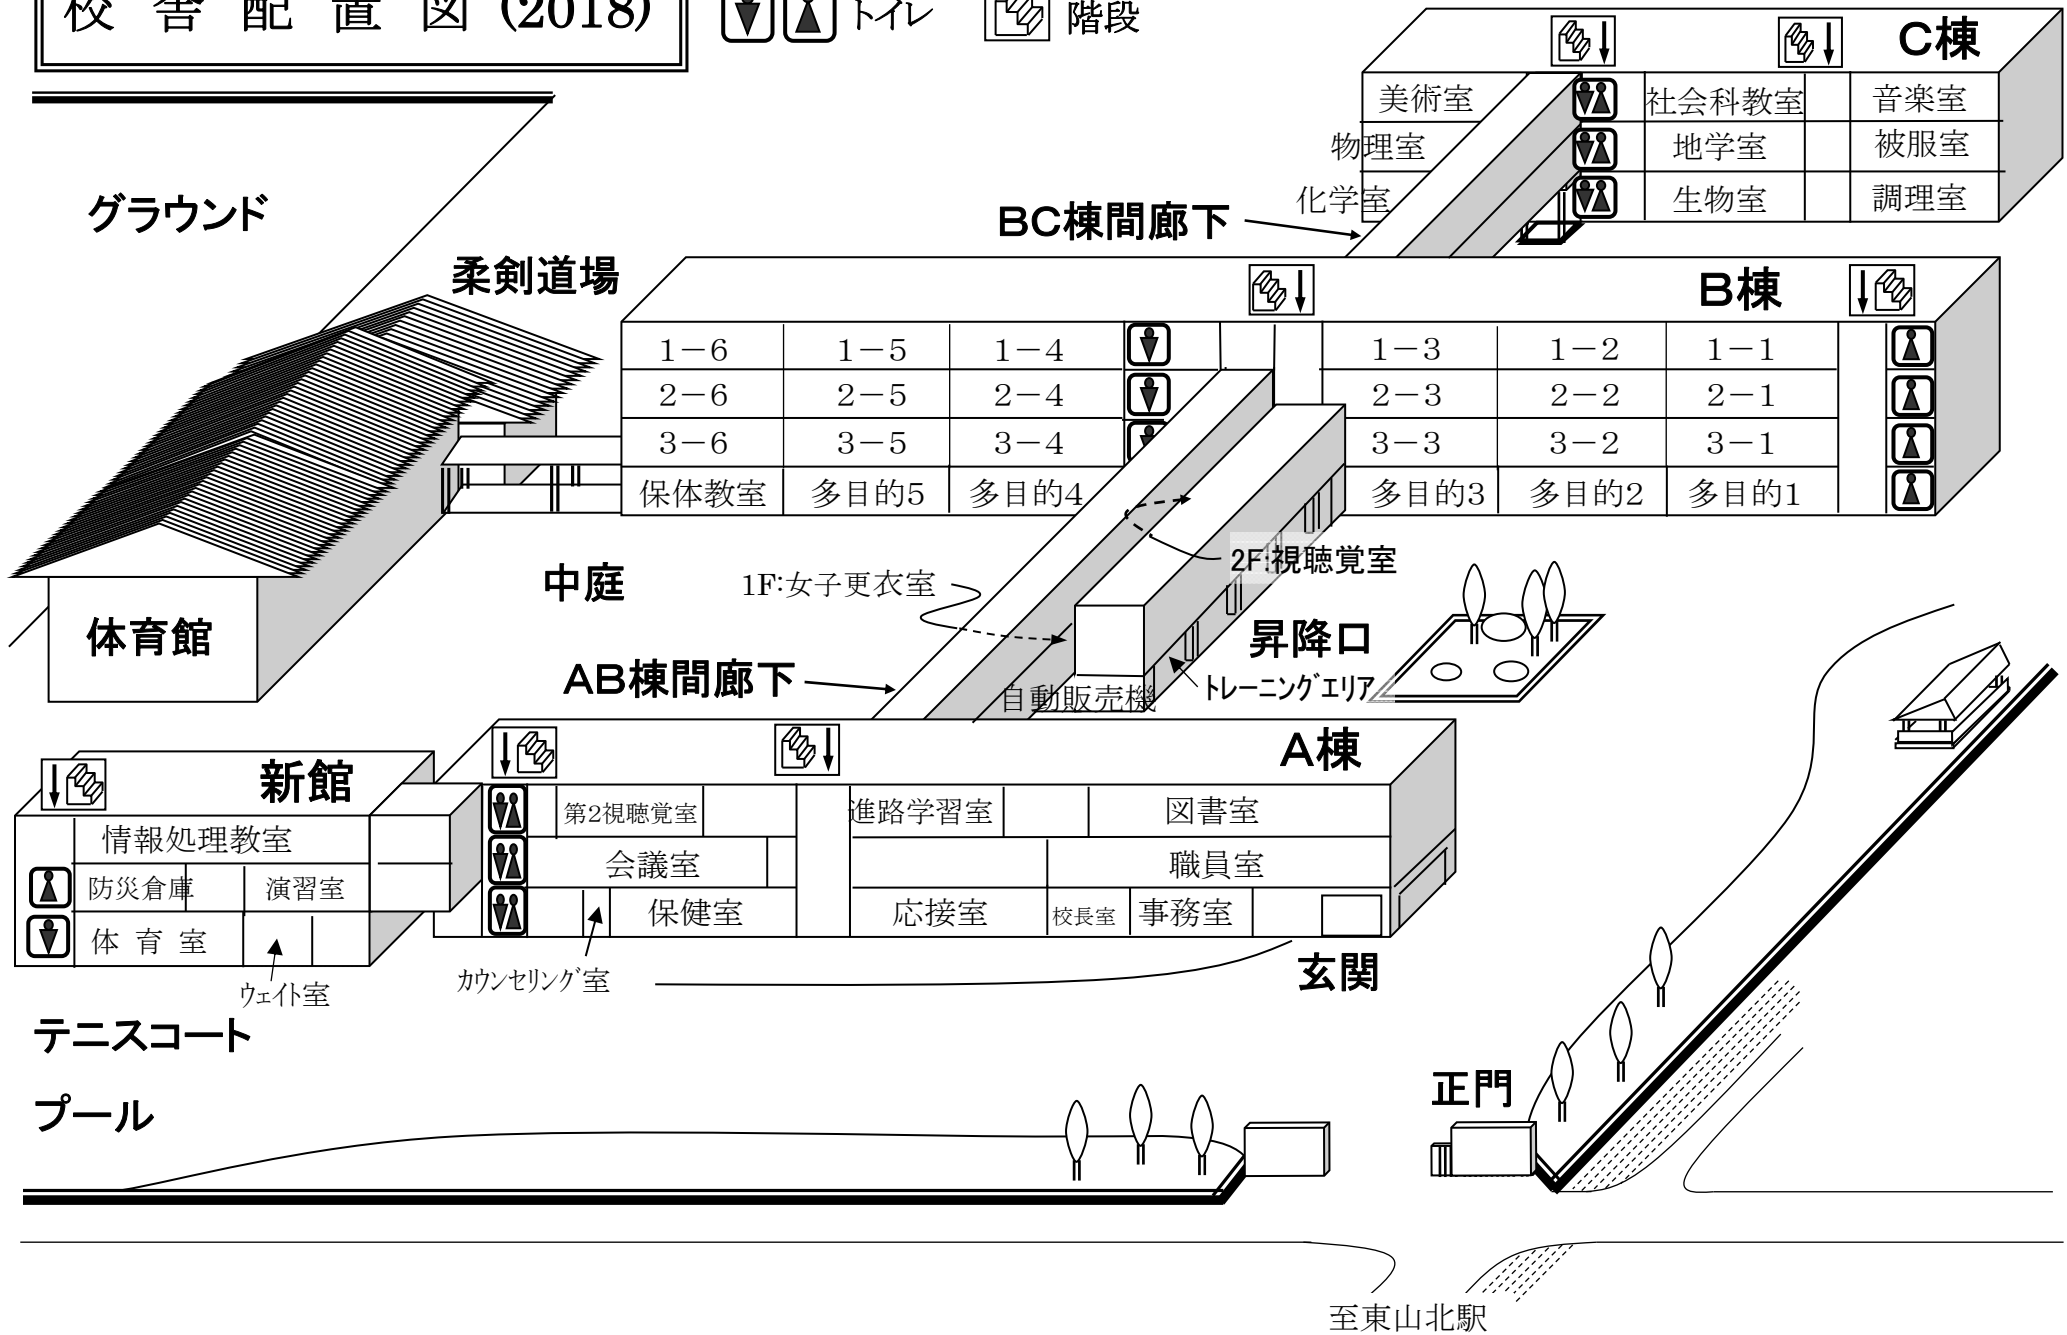 校舎配置図(2018)
トイレ
階段
C棟
美術室 社会科教室 音楽室
物理室 地学室 被服室
化学室 生物室 調理室
グラウンド
BC棟間廊下
柔剣道場
B棟
1-6 1-5 1-4 1-3 1-2 1-1
2-6 2-5 2-4 2-3 2-2 2-1
3-6 3-5 3-4 3-3 3-2 3-1
保体教室 多目的5 多目的4 多目的3 多目的2 多目的1
2F:視聴覚室
中庭
1F:女子更衣室
体育館
昇降口
AB棟間廊下
トレーニングエリア
自動販売機
A棟
新館
第2視聴覚室 進路学習室 図書室
情報処理教室
会議室 職員室
防災倉庫 演習室
保健室 応接室 校長室 事務室
体育室
玄関
カウンセリング室
ウェイト室
テニスコート
正門
プール
至東山北駅